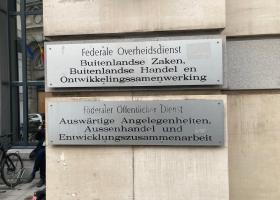 Federale Overheidsdienst
Buitenlandse Zaken,
Buitenlandse Handel en
Ontwikkelingssamenwerking
Föderaler Öffentlicher Dienst
Auswärtige Angelegenheiten,
Aussenhandel und
Entwicklungszusammenarbeit